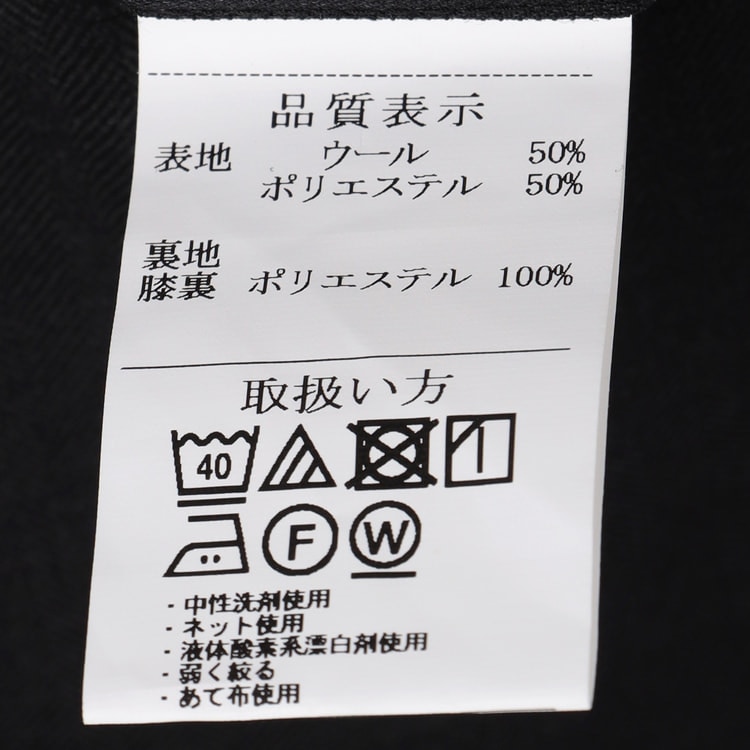 品質表示
表地 ウール 50%
ポリエステル 50%
裏地
膝裏 ポリエステル 100%
取扱い方
40
F W
・中性洗剤使用
・ネット使用
・液体酸素系漂白剤使用
・弱く絞る
・あて布使用